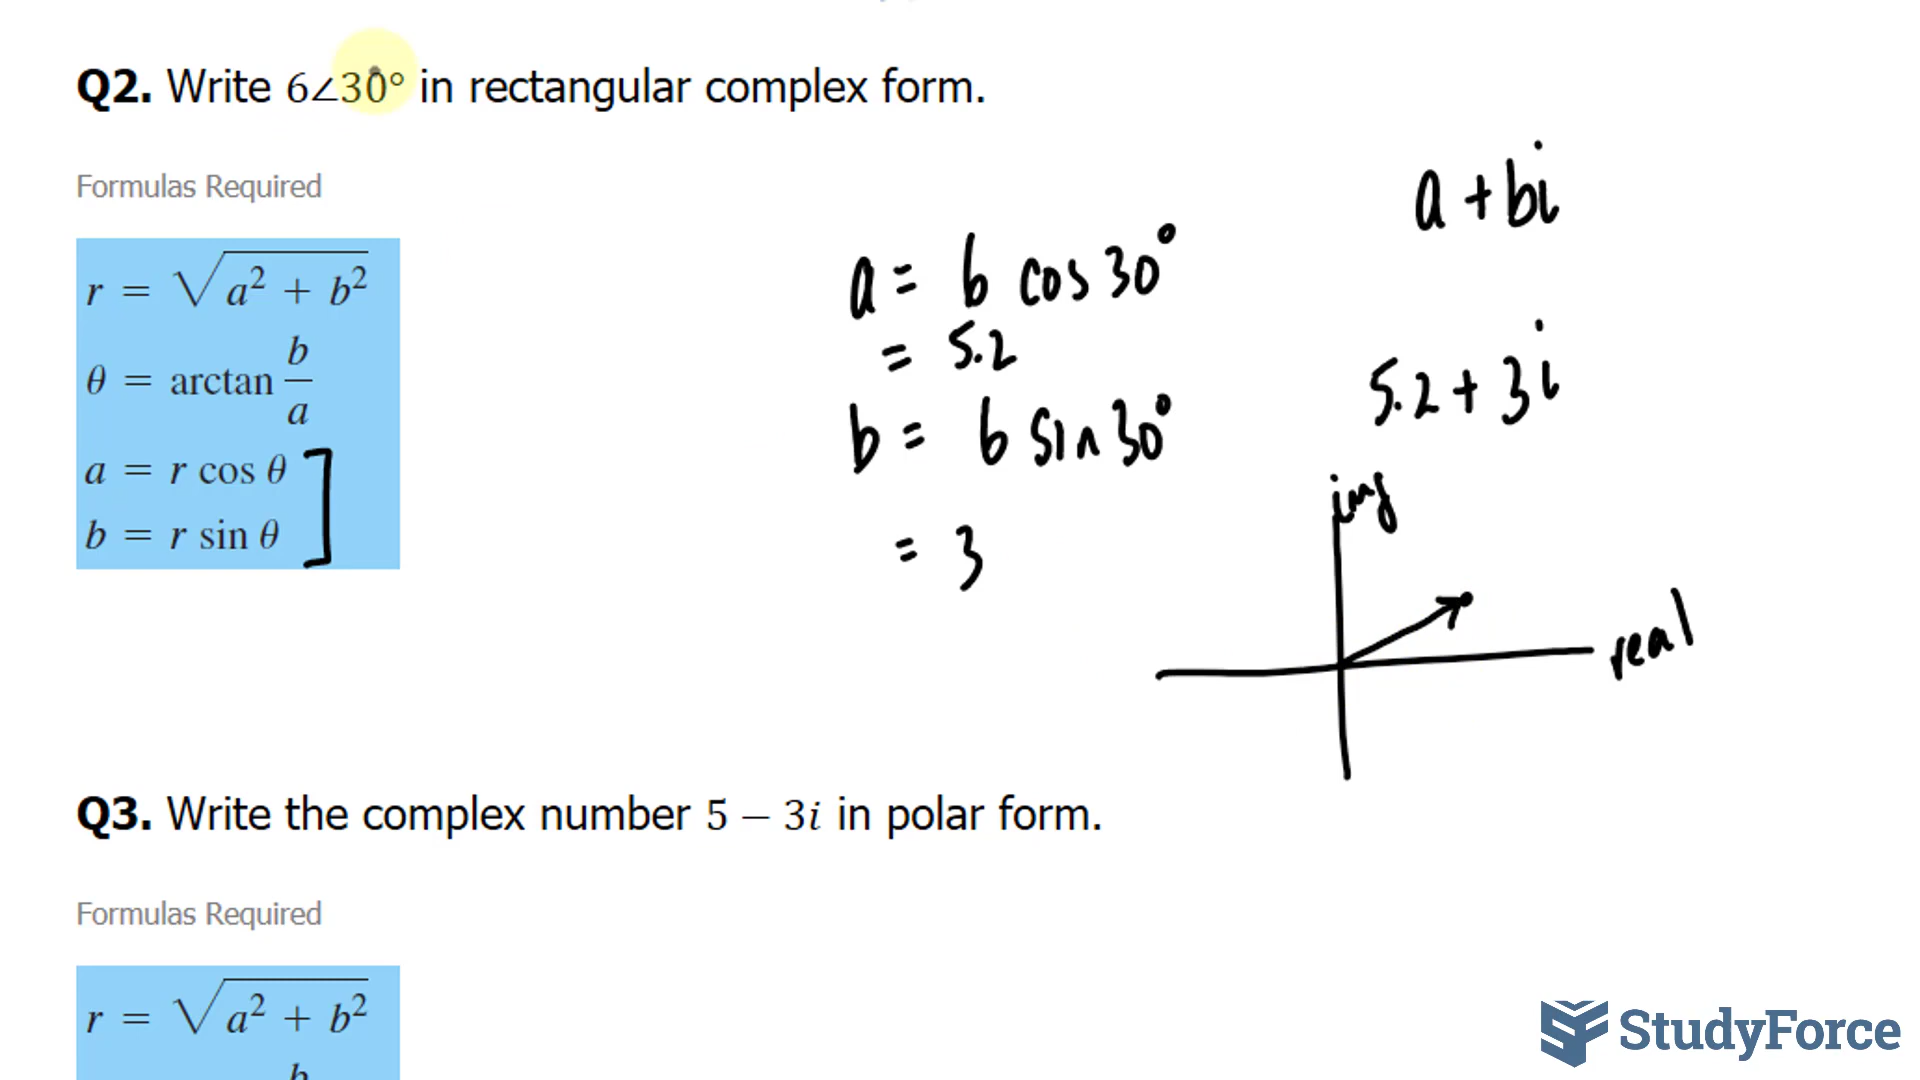 Q2. Write 6∠30° in rectangular complex form.
Formulas Required
r = √a² + b²
θ = arctan b/a
a = r cos θ
b = r sin θ
a = 6 cos 30°
= 5.2
b = 6 sin 30°
= 3
a + bi
5.2 + 3i
img
real
Q3. Write the complex number 5 − 3i in polar form.
Formulas Required
r = √a² + b²
b
StudyForce